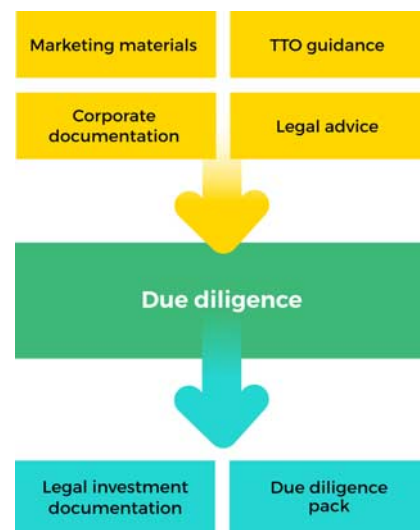 Marketing materials
TTO guidance
Corporate
documentation
Legal advice
Due diligence
Legal investment
documentation
Due diligence
pack